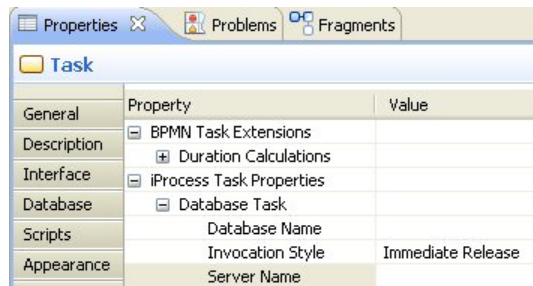 Properties Problems Fragments
Task
Property Value
General
BPMN Task Extensions
Description
Duration Calculations
Interface
iProcess Task Properties
Database
Database Task
Database Name
Scripts
Invocation Style Immediate Release
Appearance
Server Name